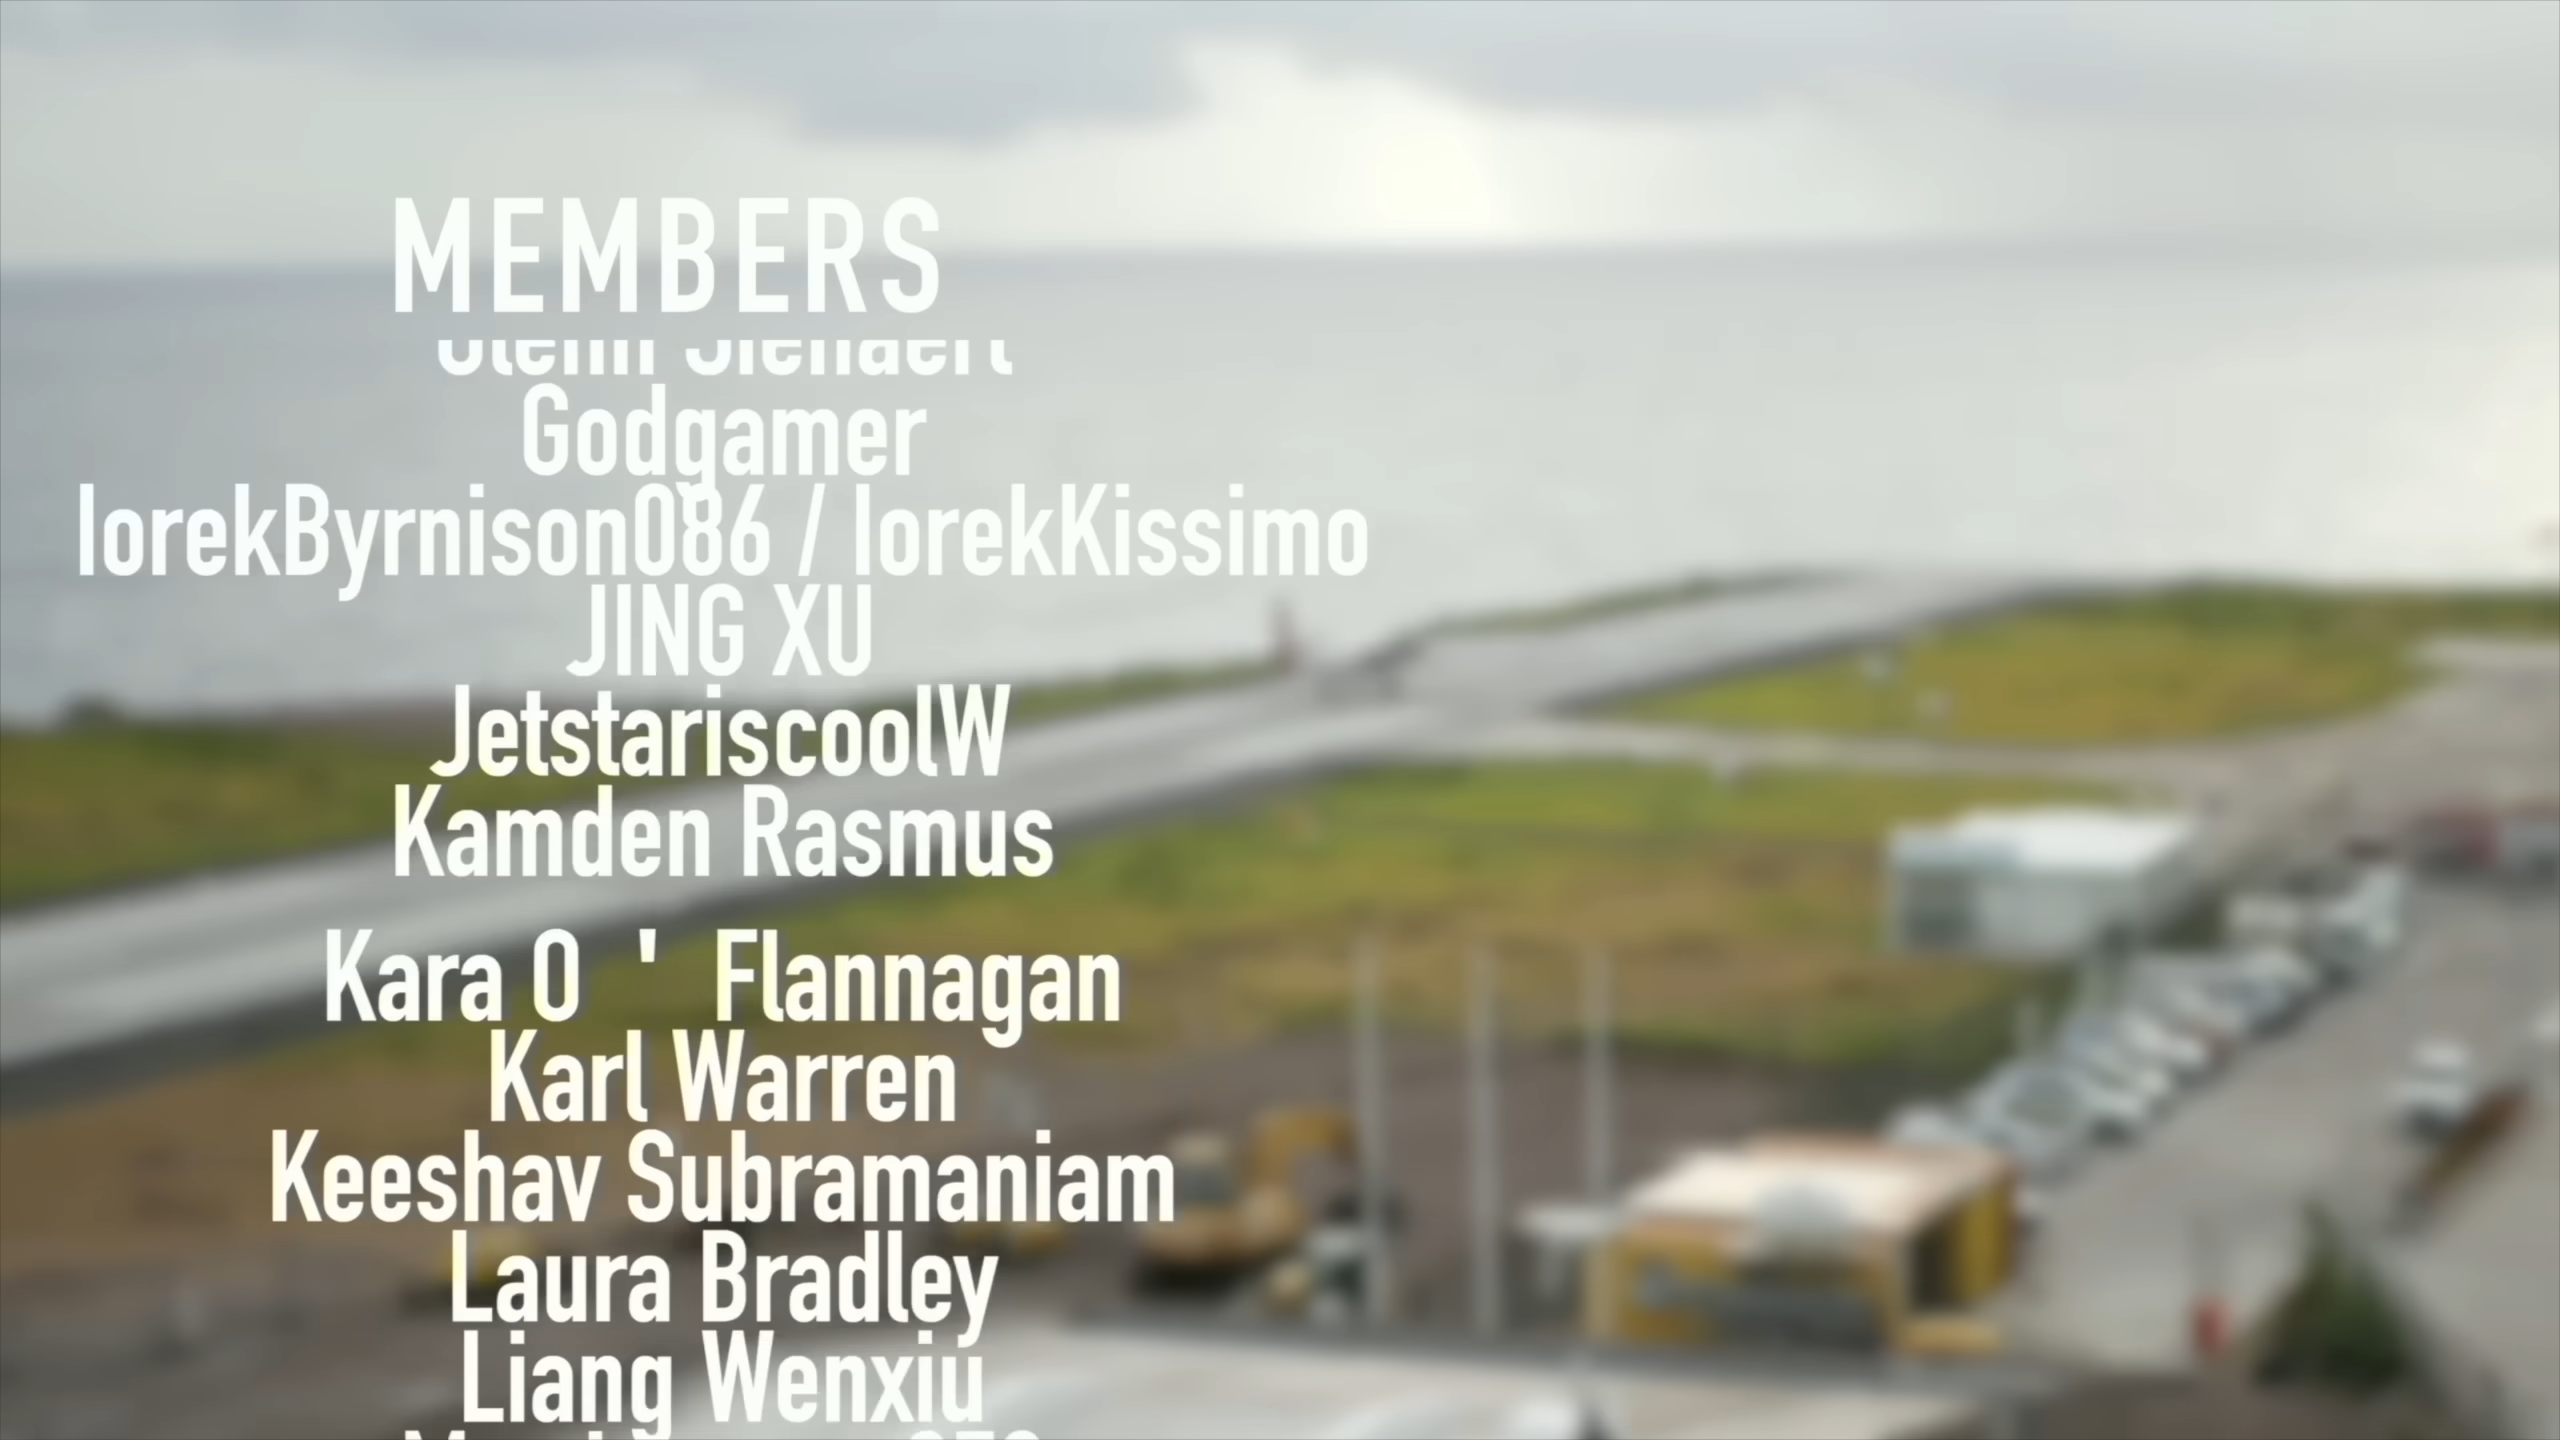 MEMBERS
Godgamer
IorekByrnison086 / IorekKissimo
JING XU
JetstariscoolW
Kamden Rasmus
Kara O ' Flannagan
Karl Warren
Keeshav Subramaniam
Laura Bradley
Liang Wenxiu